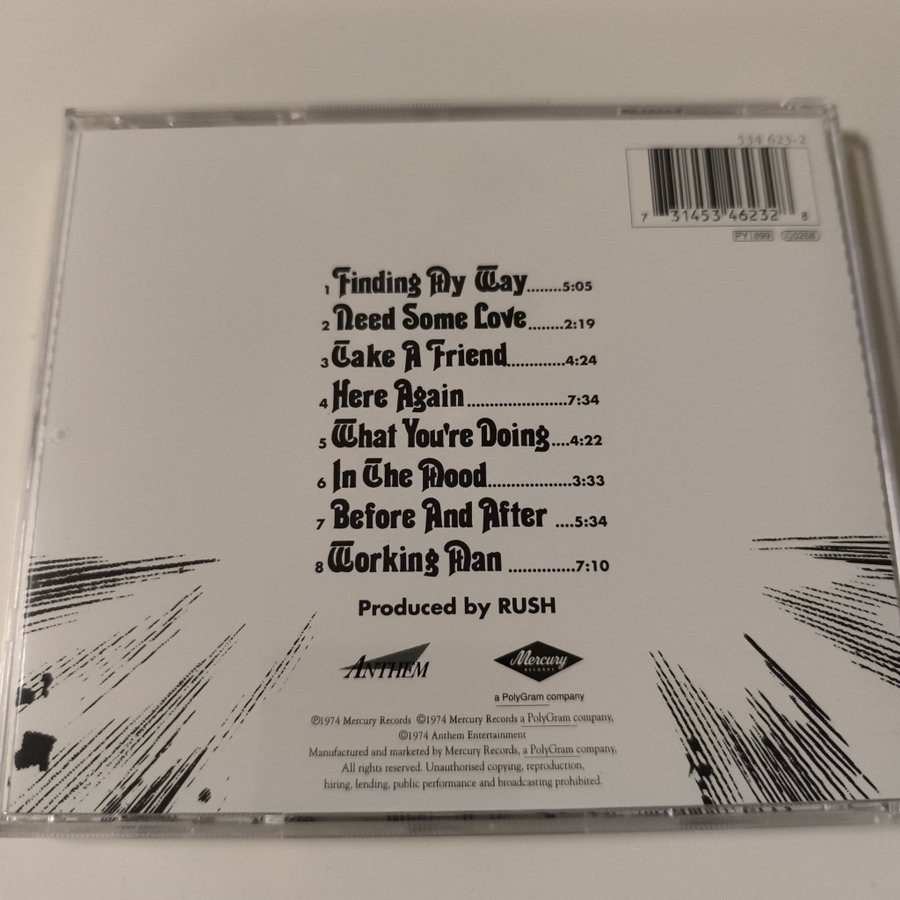 534 623-2
7 31453 46232 8
PY 899 0268
1 Finding My Way........5:05
2 Need Some Love........2:19
3 Take A Friend.............4:24
4 Here Again......................7:34
5 What You're Doing....4:22
6 In The Mood...................3:33
7 Before And After ....5:34
8 Working Man ...............7:10
Produced by RUSH
ANTHEM
Mercury
RECORDS
a PolyGram company
℗1974 Mercury Records ©1974 Mercury Records a PolyGram company,
©1974 Anthem Entertainment
Manufactured and marketed by Mercury Records, a PolyGram company,
All rights reserved. Unauthorised copying, reproduction,
hiring, lending, public performance and broadcasting prohibited.